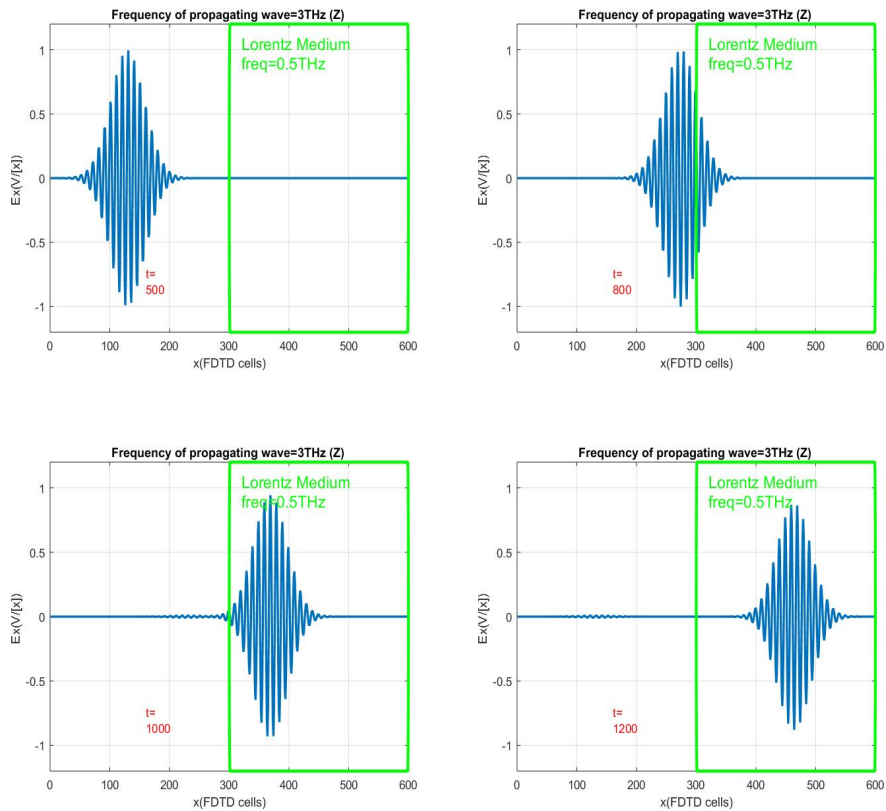 Frequency of propagating wave=3THz (Z)
Ex(V/[x])
1
0.5
0
-0.5
-1
Lorentz Medium
freq=0.5THz
t=
500
0 100 200 300 400 500 600
x(FDTD cells)
Frequency of propagating wave=3THz (Z)
Ex(V/[x])
1
0.5
0
-0.5
-1
Lorentz Medium
freq=0.5THz
t=
800
0 100 200 300 400 500 600
x(FDTD cells)
Frequency of propagating wave=3THz (Z)
Ex(V/[x])
1
0.5
0
-0.5
-1
Lorentz Medium
freq=0.5THz
t=
1000
0 100 200 300 400 500 600
x(FDTD cells)
Frequency of propagating wave=3THz (Z)
Ex(V/[x])
1
0.5
0
-0.5
-1
Lorentz Medium
freq=0.5THz
t=
1200
0 100 200 300 400 500 600
x(FDTD cells)